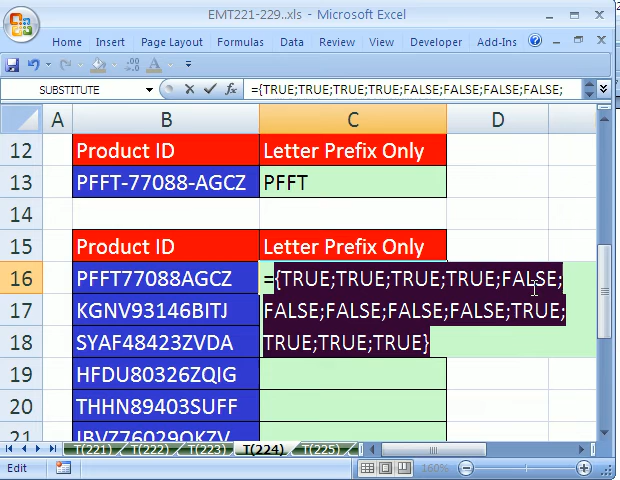 EMT221-229..xls - Microsoft Excel
Home Insert Page Layout Formulas Data Review View Developer Add-Ins
SUBSTITUTE fx ={TRUE;TRUE;TRUE;TRUE;FALSE;FALSE;FALSE;FALSE;
A B C D
12 Product ID Letter Prefix Only
13 PFFT-77088-AGCZ PFFT
14
15 Product ID Letter Prefix Only
16 PFFT77088AGCZ ={TRUE;TRUE;TRUE;TRUE;FALSE;
17 KGNV93146BITJ FALSE;FALSE;FALSE;FALSE;TRUE;
18 SYAF48423ZVDA TRUE;TRUE;TRUE}
19 HFDU80326ZQIG
20 THHN89403SUFF
21 JBVZ76029QKZV
T(221) T(222) T(223) T(224) T(225)
Edit 160%